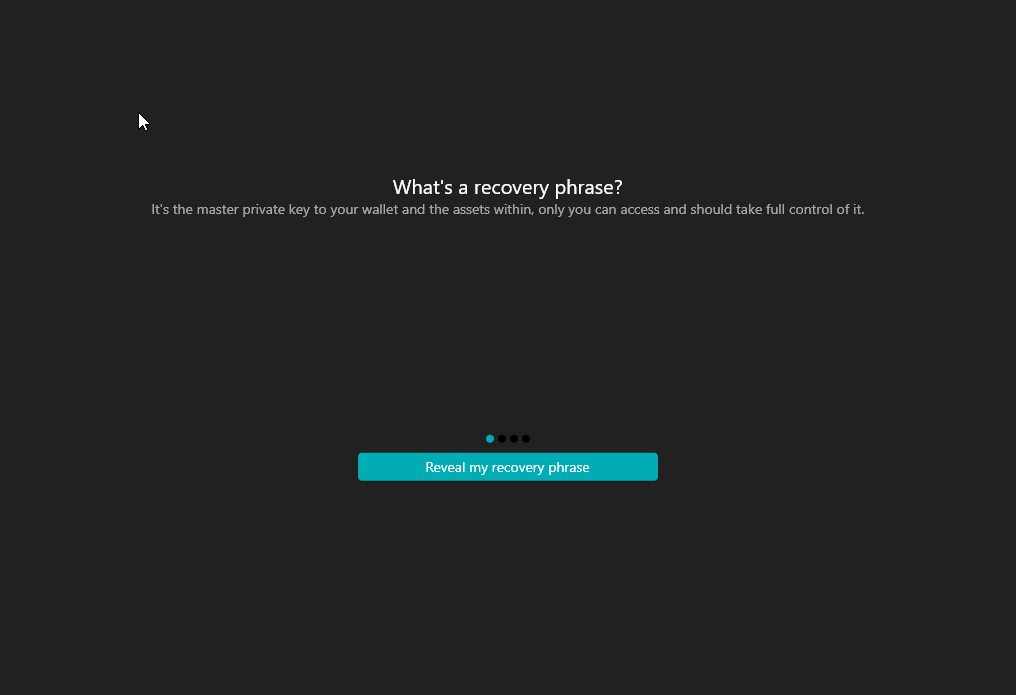 What's a recovery phrase?
It's the master private key to your wallet and the assets within, only you can access and should take full control of it.
Reveal my recovery phrase